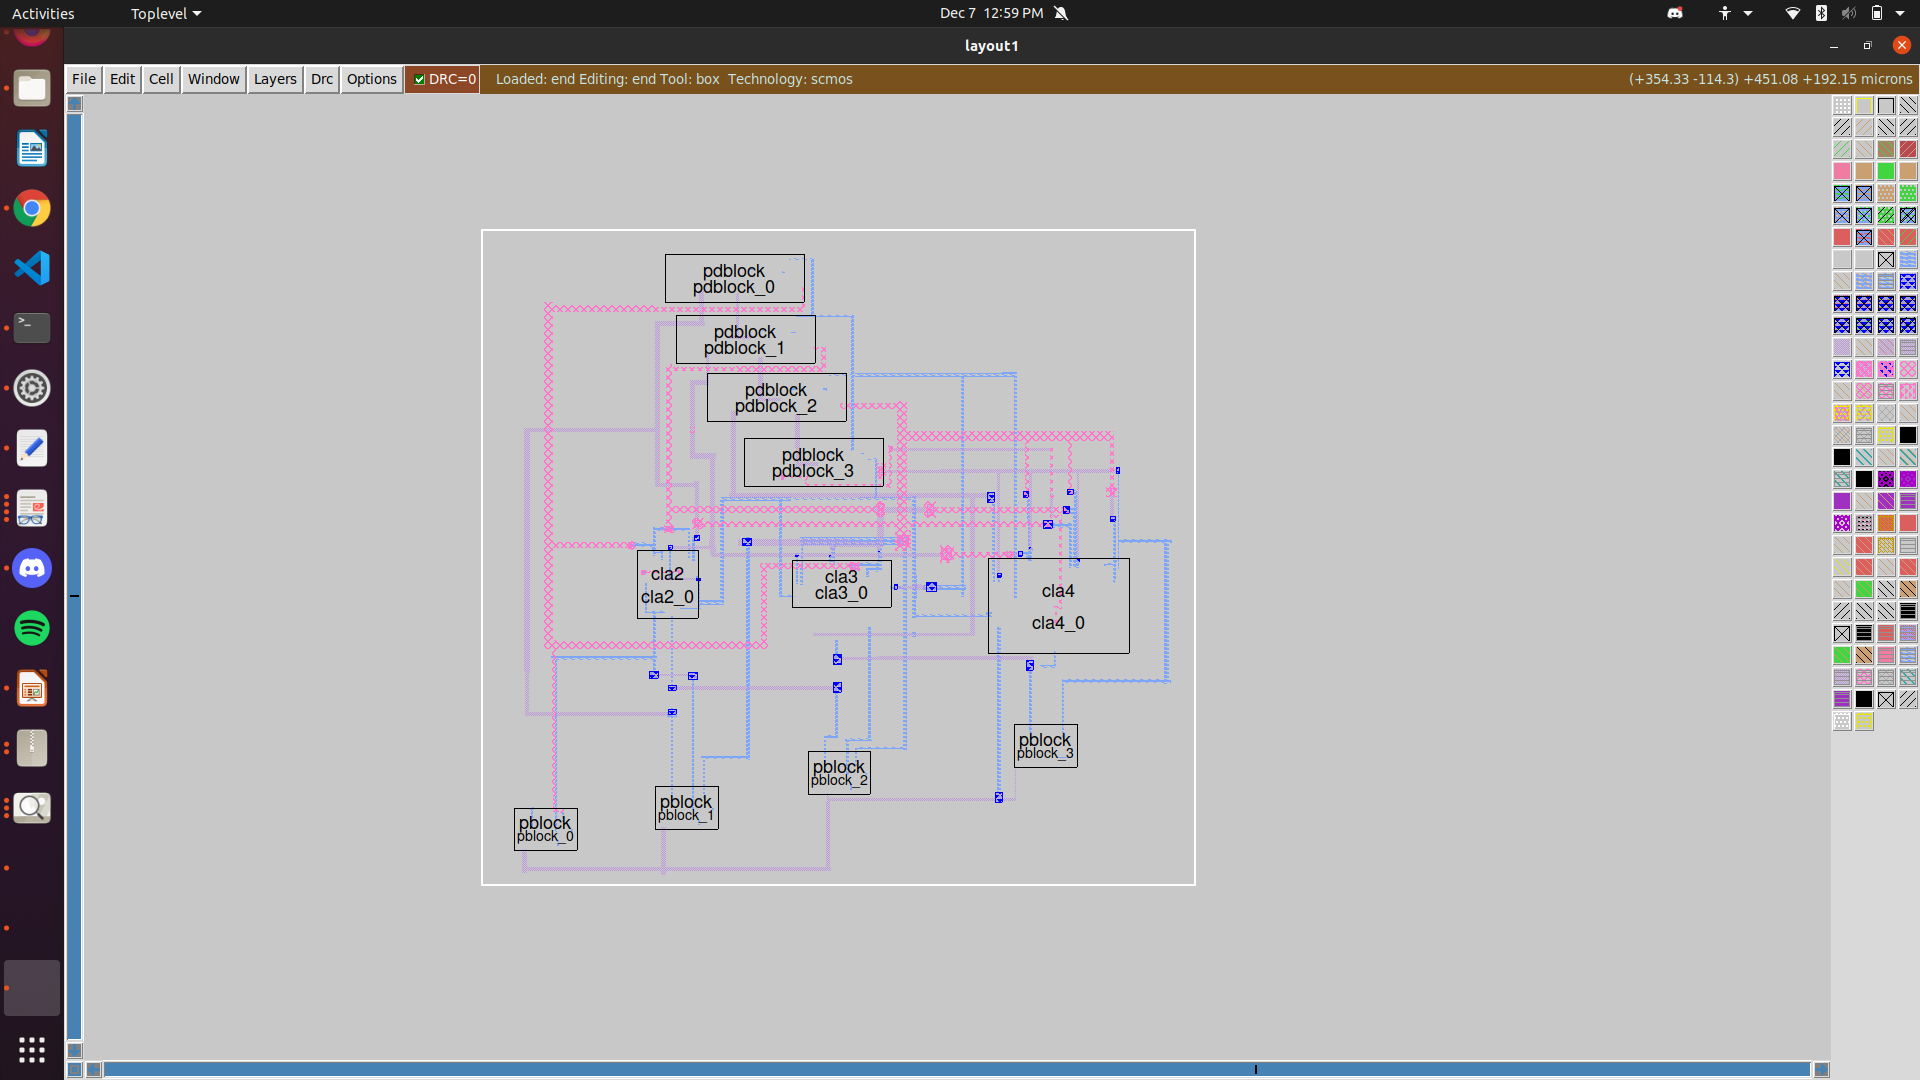 Activities
Toplevel
Dec 7 12:59 PM
layout1
File Edit Cell Window Layers Drc Options DRC=0 Loaded: end Editing: end Tool: box Technology: scmos (+354.33 -114.3) +451.08 +192.15 microns
pdblock
pdblock_0
pdblock
pdblock_1
pdblock
pdblock_2
pdblock
pdblock_3
cla2
cla2_0
cla3
cla3_0
cla4
cla4_0
pblock
pblock_3
pblock
pblock_2
pblock
pblock_1
pblock
pblock_0